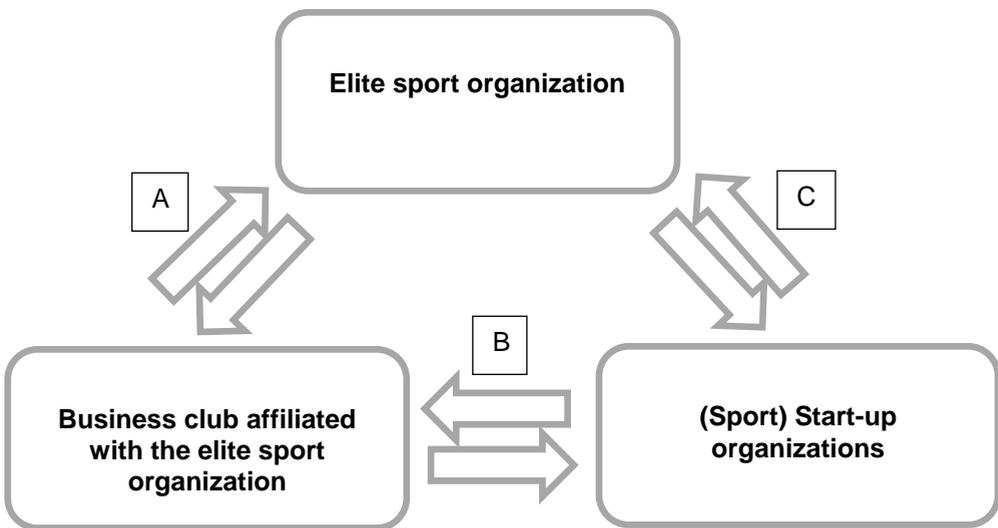 Elite sport organization
A
C
B
Business club affiliated
with the elite sport
organization
(Sport) Start-up
organizations